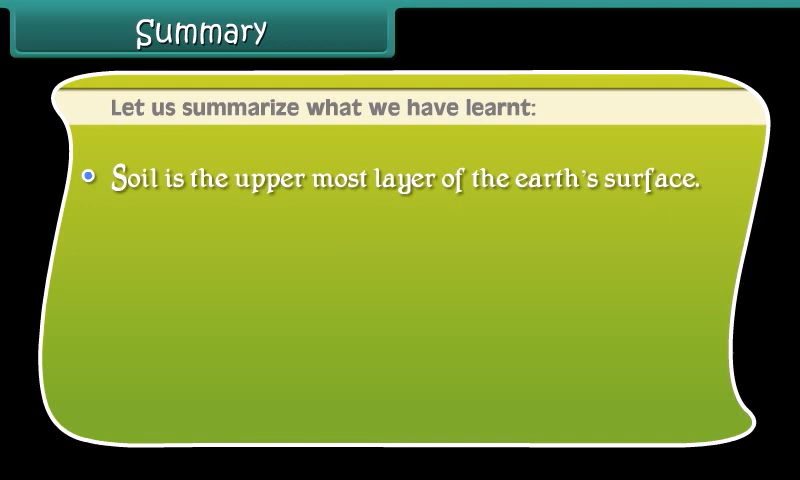 Summary
Let us summarize what we have learnt:
Soil is the upper most layer of the earth's surface.